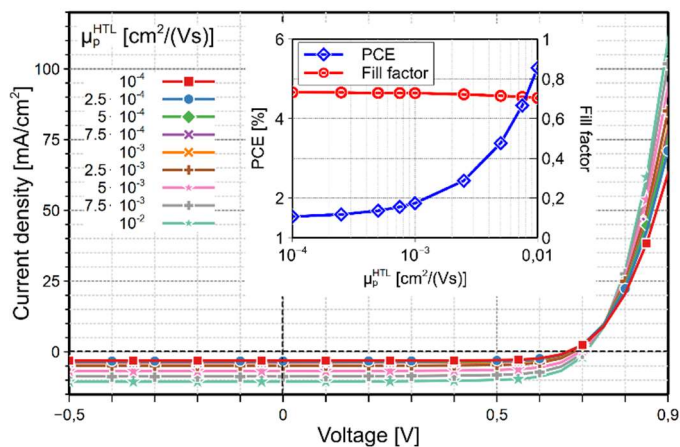 μ_p^HTL [cm²/(Vs)]
10⁻⁴
2.5 · 10⁻⁴
5 · 10⁻⁴
7.5 · 10⁻⁴
10⁻³
2.5 · 10⁻³
5 · 10⁻³
7.5 · 10⁻³
10⁻²
Current density [mA/cm²]
100
50
25
0
−0,5
0
0,5
0,9
Voltage [V]
PCE
Fill factor
PCE [%]
6
4
2
1
Fill factor
1
0,8
0,6
0,4
0,2
0
10⁻⁴
10⁻³
0,01
μ_p^HTL [cm²/(Vs)]